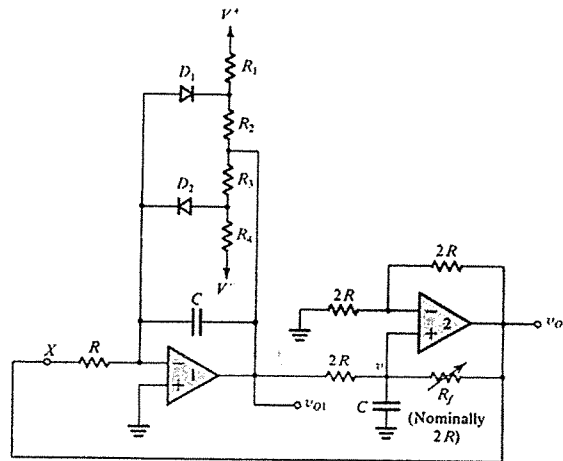 V+
R1
D1
R2
D2
R3
R4
V-
C
2R
2R
2
vO
X
R
1
2R
v
C
Rf
(Nominally
2R)
vO1